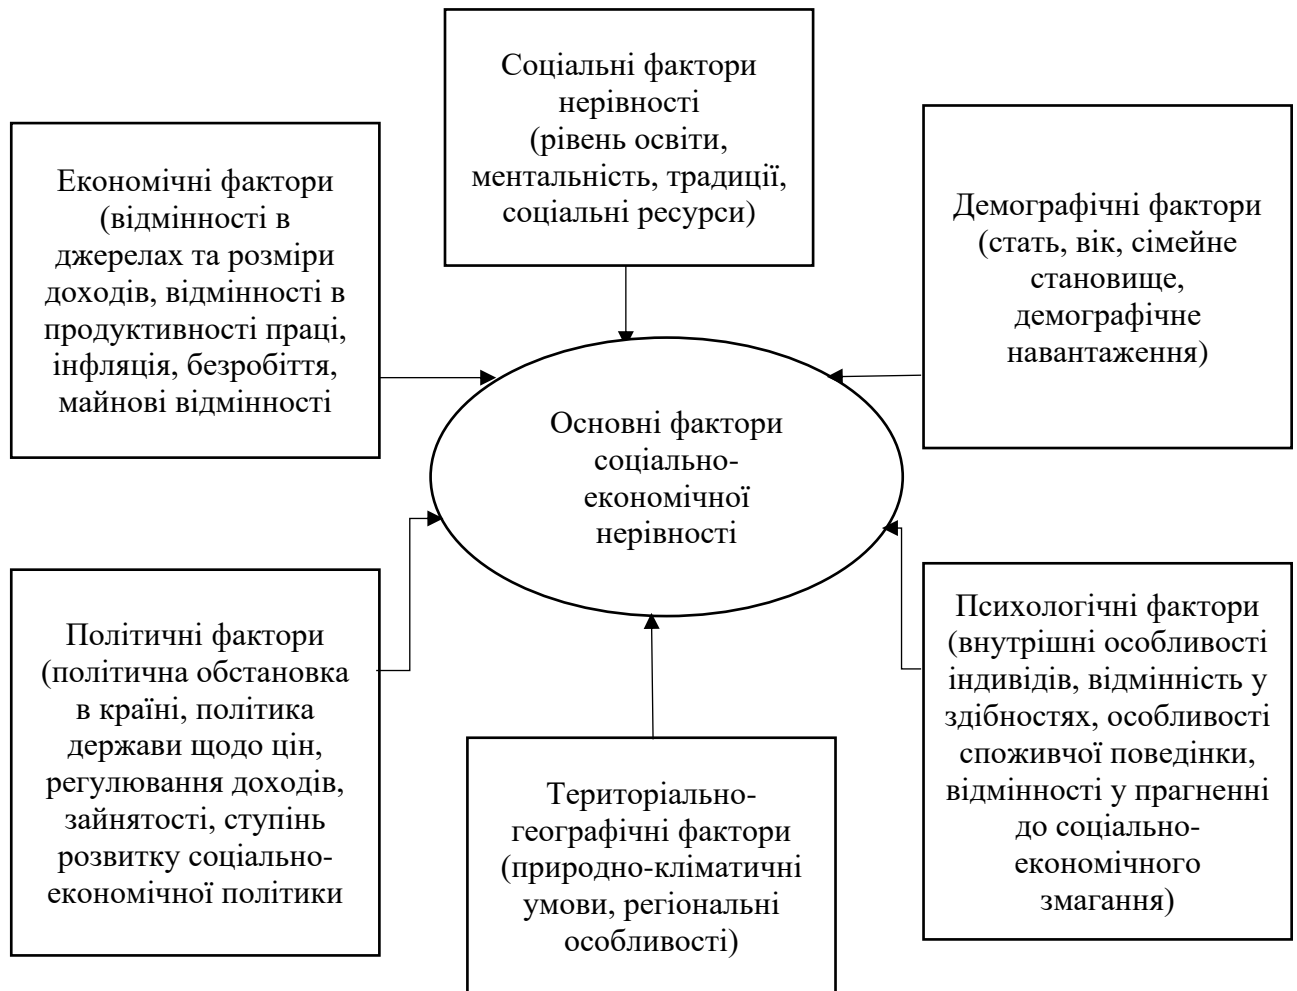 Соціальні фактори
нерівності
(рівень освіти,
ментальність, традиції,
соціальні ресурси)
Економічні фактори
(відмінності в
джерелах та розміри
доходів, відмінності в
продуктивності праці,
інфляція, безробіття,
майнові відмінності
Демографічні фактори
(стать, вік, сімейне
становище,
демографічне
навантаження)
Основні фактори
соціально-
економічної
нерівності
Політичні фактори
(політична обстановка
в країні, політика
держави щодо цін,
регулювання доходів,
зайнятості, ступінь
розвитку соціально-
економічної політики
Територіально-
географічні фактори
(природно-кліматичні
умови, регіональні
особливості)
Психологічні фактори
(внутрішні особливості
індивідів, відмінність у
здібностях, особливості
споживчої поведінки,
відмінності у прагненні
до соціально-
економічного
змагання)